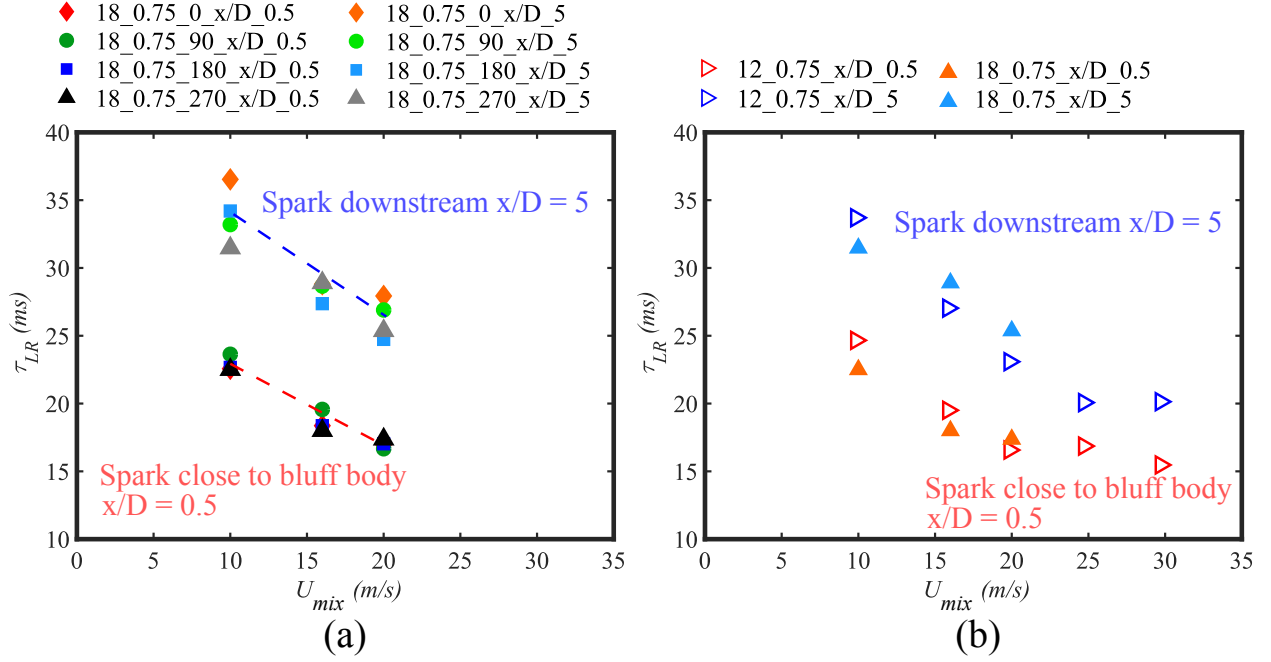 18_0.75_0_x/D_0.5
18_0.75_0_x/D_5
18_0.75_90_x/D_0.5
18_0.75_90_x/D_5
18_0.75_180_x/D_0.5
18_0.75_180_x/D_5
18_0.75_270_x/D_0.5
18_0.75_270_x/D_5
40
35
30
25
20
15
10
τLR (ms)
Spark downstream x/D = 5
Spark close to bluff body
x/D = 0.5
0 5 10 15 20 25 30 35
Umix (m/s)
(a)
12_0.75_x/D_0.5
18_0.75_x/D_0.5
12_0.75_x/D_5
18_0.75_x/D_5
40
35
30
25
20
15
10
τLR (ms)
Spark downstream x/D = 5
Spark close to bluff body
x/D = 0.5
0 5 10 15 20 25 30 35
Umix (m/s)
(b)